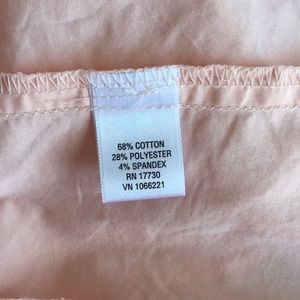 68% COTTON
28% POLYESTER
4% SPANDEX
RN 17730
VN 1066221